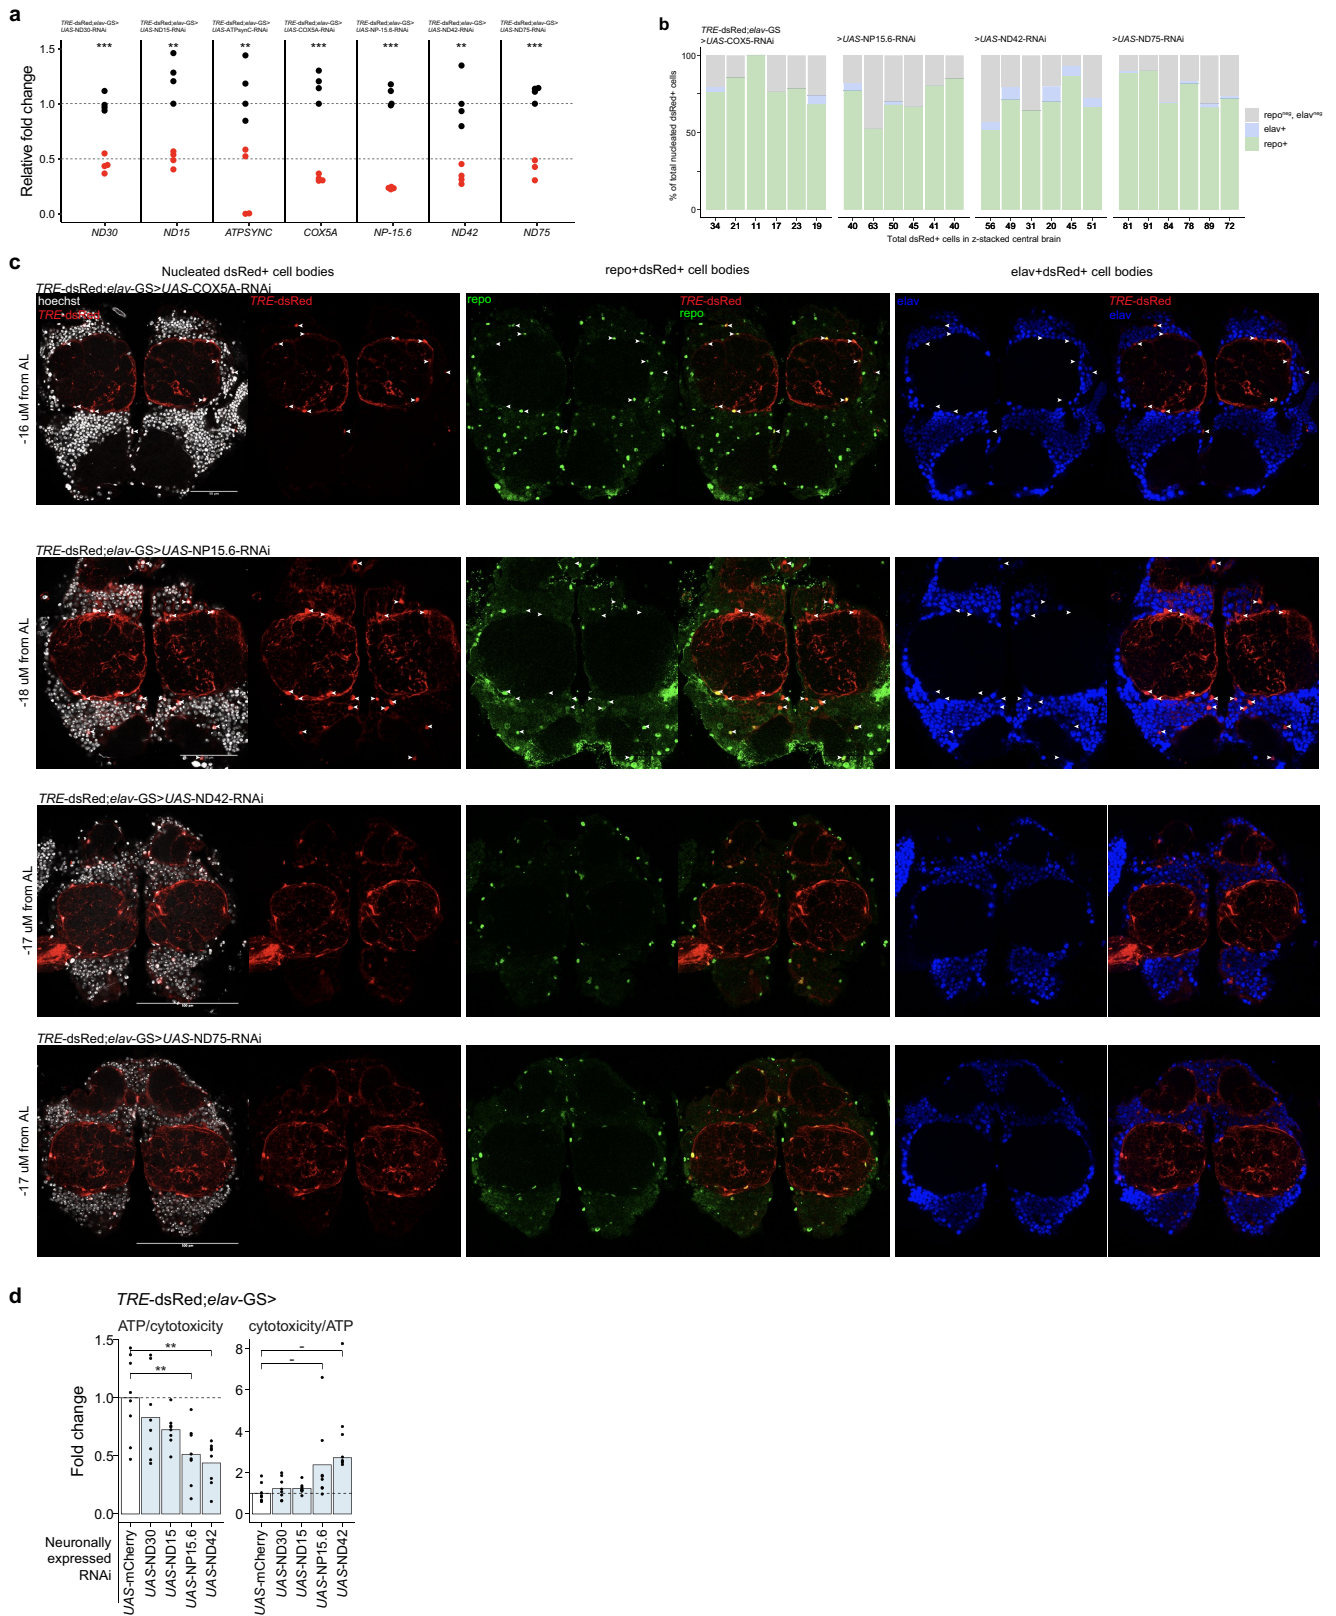 a
TRE-dsRed;elav-GS>
UAS-ND30-RNAi
TRE-dsRed;elav-GS>
UAS-ND15-RNAi
TRE-dsRed;elav-GS>
UAS-ATPsynC-RNAi
TRE-dsRed;elav-GS>
UAS-COX5A-RNAi
TRE-dsRed;elav-GS>
UAS-NP-15.6-RNAi
TRE-dsRed;elav-GS>
UAS-ND42-RNAi
TRE-dsRed;elav-GS>
UAS-ND75-RNAi
*** ** ** *** *** ** ***
Relative fold change
1.5
1.0
0.5
0.0
ND30 ND15 ATPSYNC COX5A NP-15.6 ND42 ND75
b
TRE-dsRed;elav-GS
>UAS-COX5-RNAi
>UAS-NP15.6-RNAi
>UAS-ND42-RNAi
>UAS-ND75-RNAi
% of total nucleated dsRed+ cells
100
50
0
34 21 11 17 23 19
40 63 50 45 41 40
56 49 31 20 45 51
81 91 84 78 89 72
Total dsRed+ cells in z-stacked central brain
reponeg, elavneg
elav+
repo+
c
Nucleated dsRed+ cell bodies
repo+dsRed+ cell bodies
elav+dsRed+ cell bodies
TRE-dsRed;elav-GS>UAS-COX5A-RNAi
-16 uM from AL
hoechst
TRE-dsRed
TRE-dsRed
repo
TRE-dsRed
repo
elav
TRE-dsRed
elav
TRE-dsRed;elav-GS>UAS-NP15.6-RNAi
-18 uM from AL
TRE-dsRed;elav-GS>UAS-ND42-RNAi
-17 uM from AL
TRE-dsRed;elav-GS>UAS-ND75-RNAi
-17 uM from AL
d
TRE-dsRed;elav-GS>
ATP/cytotoxicity
cytotoxicity/ATP
Fold change
1.5
1.0
0.5
0.0
**
**
8
6
4
2
0
–
–
Neuronally
expressed
RNAi
UAS-mCherry
UAS-ND30
UAS-ND15
UAS-NP15.6
UAS-ND42
UAS-mCherry
UAS-ND30
UAS-ND15
UAS-NP15.6
UAS-ND42